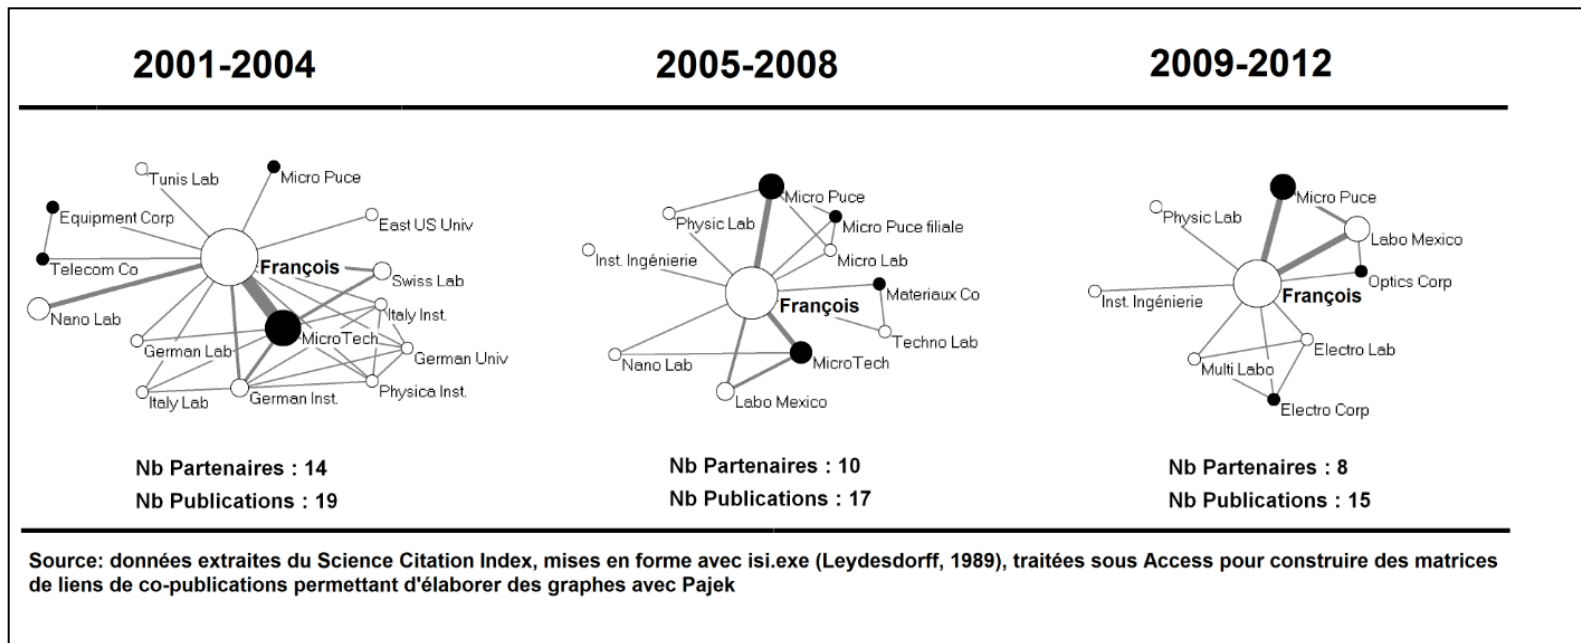 2001-2004
2005-2008
2009-2012
Tunis Lab
Micro Puce
Equipment Corp
East US Univ
Telecom Co
François
Swiss Lab
Nano Lab
Italy Inst.
MicroTech
German Lab
German Univ
Italy Lab
German Inst.
Physica Inst.
Nb Partenaires : 14
Nb Publications : 19
Micro Puce
Physic Lab
Micro Puce filiale
Inst. Ingénierie
Micro Lab
Materiaux Co
François
Techno Lab
Nano Lab
MicroTech
Labo Mexico
Nb Partenaires : 10
Nb Publications : 17
Micro Puce
Physic Lab
Labo Mexico
Optics Corp
François
Inst. Ingénierie
Electro Lab
Multi Labo
Electro Corp
Nb Partenaires : 8
Nb Publications : 15
Source: données extraites du Science Citation Index, mises en forme avec isi.exe (Leydesdorff, 1989), traitées sous Access pour construire des matrices
de liens de co-publications permettant d'élaborer des graphes avec Pajek